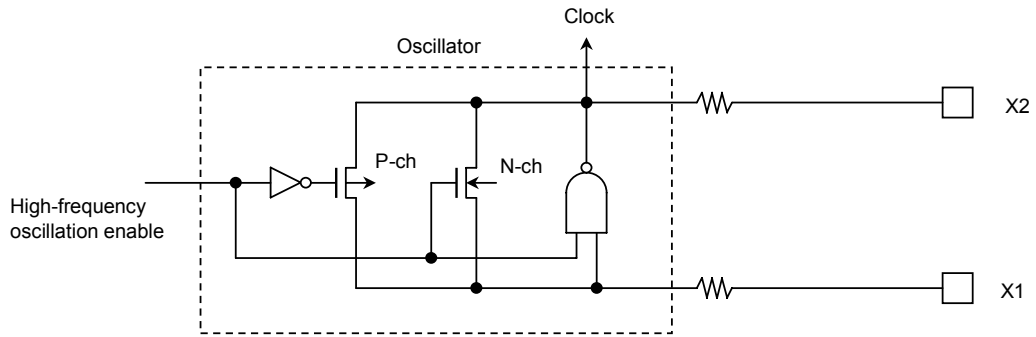 Clock
Oscillator
X2
P-ch
N-ch
High-frequency
oscillation enable
X1